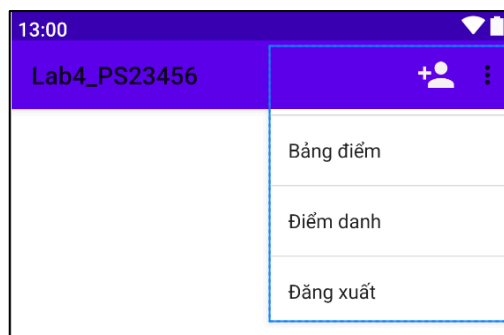 13:00
Lab4_PS23456
Bảng điểm
Điểm danh
Đăng xuất